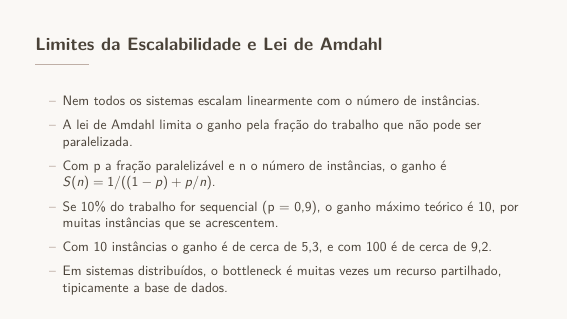 Limites da Escalabilidade e Lei de Amdahl
– Nem todos os sistemas escalam linearmente com o número de instâncias.
– A lei de Amdahl limita o ganho pela fração do trabalho que não pode ser
paralelizada.
– Com p a fração paralelizável e n o número de instâncias, o ganho é
S(n) = 1/((1 − p) + p/n).
– Se 10% do trabalho for sequencial (p = 0,9), o ganho máximo teórico é 10, por
muitas instâncias que se acrescentem.
– Com 10 instâncias o ganho é de cerca de 5,3, e com 100 é de cerca de 9,2.
– Em sistemas distribuídos, o bottleneck é muitas vezes um recurso partilhado,
tipicamente a base de dados.